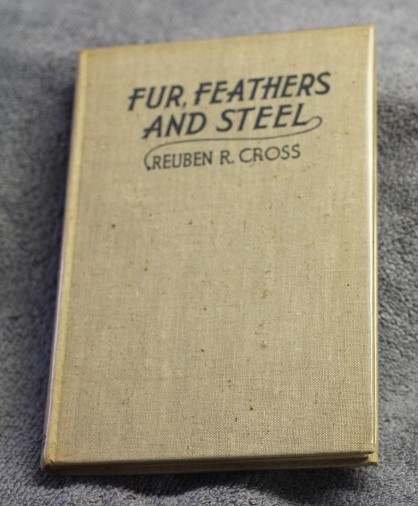 FUR, FEATHERS
AND STEEL
REUBEN R. CROSS